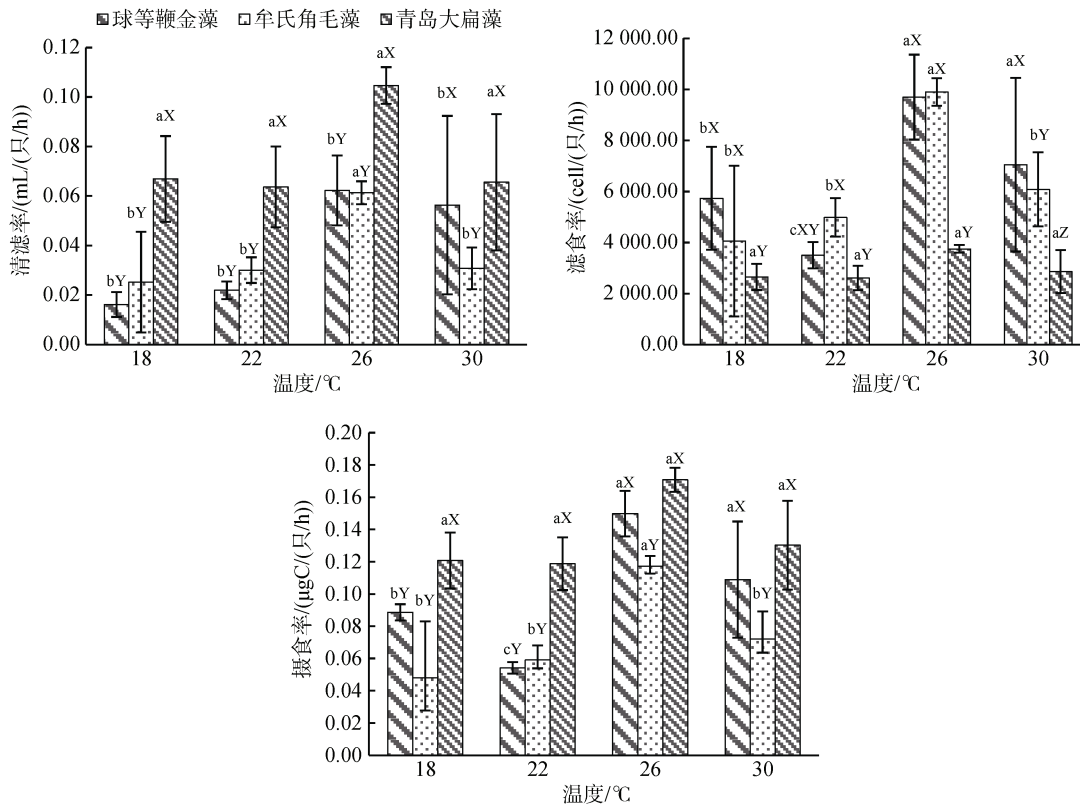 球等鞭金藻 牟氏角毛藻 青岛大扁藻
清滤率/(mL/(只/h))
0.12
0.10
0.08
0.06
0.04
0.02
0.00
bY bY aX
bY bY aX
bY aY aX
bX bY aX
18 22 26 30
温度/℃
滤食率/(cell/(只/h))
12 000.00
10 000.00
8 000.00
6 000.00
4 000.00
2 000.00
0.00
bX bX aY
cXY bX aY
aX aX aY
aX bY aZ
18 22 26 30
温度/℃
摄食率/(μgC/(只/h))
0.20
0.18
0.16
0.14
0.12
0.10
0.08
0.06
0.04
0.02
0.00
bY bY aX
cY bY aX
aX aY aX
aX bY aX
18 22 26 30
温度/℃